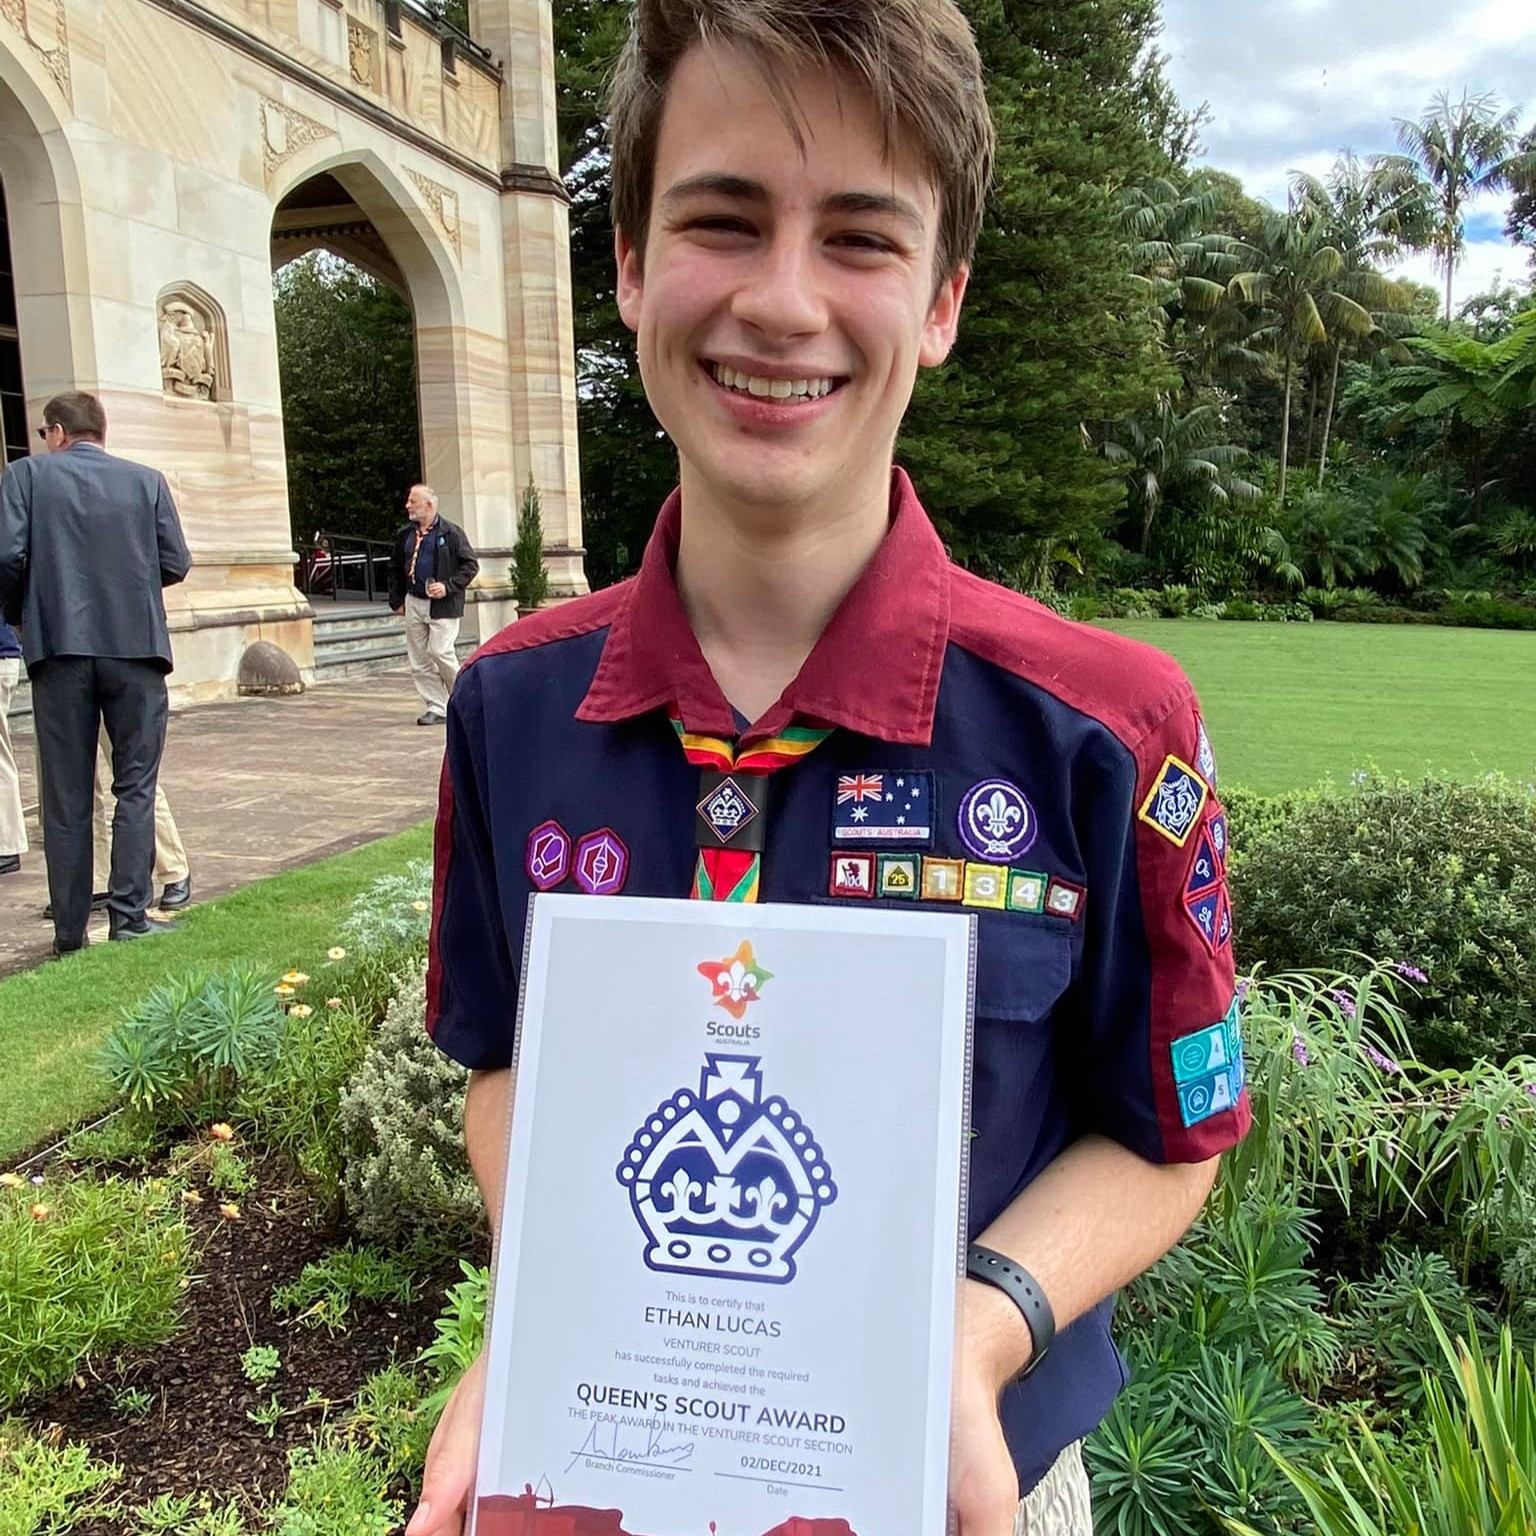 SCOUTS AUSTRALIA
25
1
3
4
3
4
5
Scouts
AUSTRALIA
This is to certify that
ETHAN LUCAS
VENTURER SCOUT
has successfully completed the required
tasks and achieved the
QUEEN'S SCOUT AWARD
THE PEAK AWARD IN THE VENTURER SCOUT SECTION
02/DEC/2021
Branch Commissioner
Date